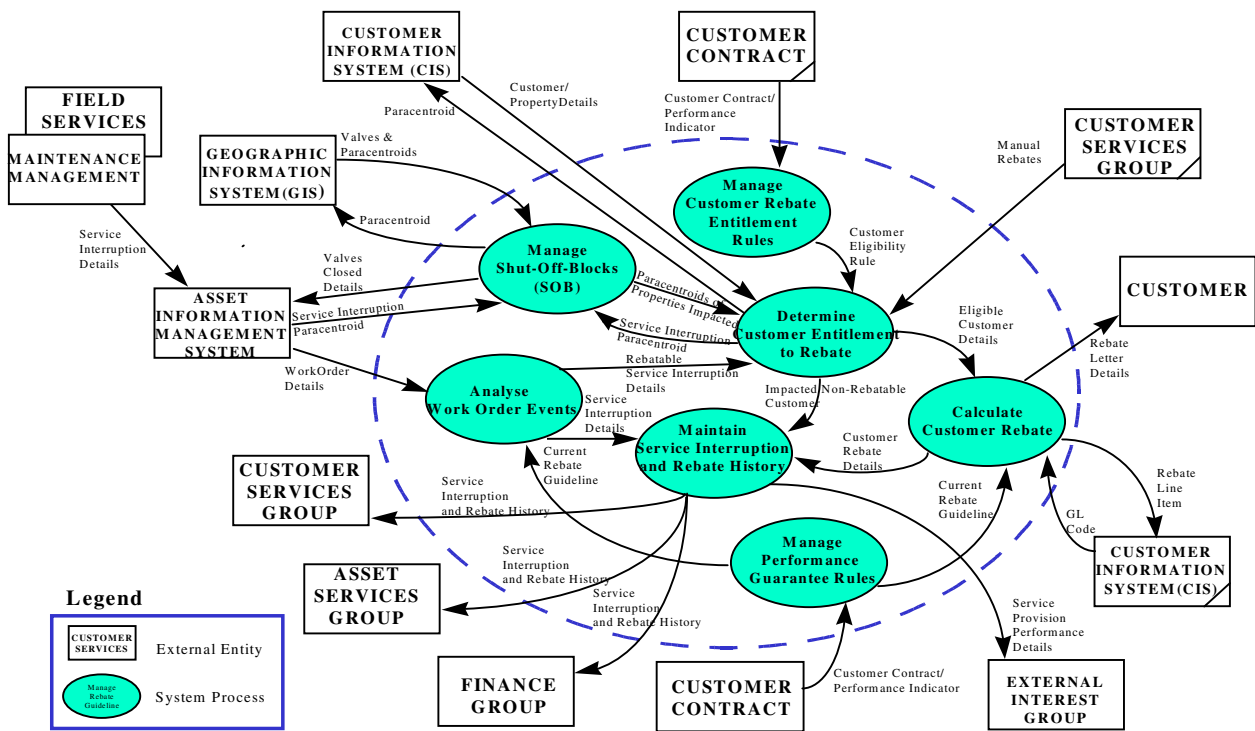 CUSTOMER
INFORMATION
SYSTEM (CIS)
CUSTOMER
CONTRACT
FIELD
SERVICES
MAINTENANCE
MANAGEMENT
GEOGRAPHIC
INFORMATION
SYSTEM(GIS)
CUSTOMER
SERVICES
GROUP
Paracentroid
Customer/
PropertyDetails
Customer Contract/
Performance
Indicator
Valves &
Paracentroids
Manual
Rebates
Manage
Customer Rebate
Entitlement
Rules
Paracentroid
Service
Interruption
Details
Manage
Shut-Off-Blocks
(SOB)
Customer
Eligibility
Rule
Valves
Closed
Details
Paracentroids of
Properties Impacted
ASSET
INFORMATION
MANAGEMENT
SYSTEM
Service Interruption
Paracentroid
Service Interruption
Paracentroid
Determine
Customer Entitlement
to Rebate
Eligible
Customer
Details
CUSTOMER
Rebate
Letter
Details
WorkOrder
Details
Rebatable
Service Interruption
Details
Analyse
Work Order Events
Impacted Non-Rebatable
Customer
Service
Interruption
Details
Calculate
Customer Rebate
Maintain
Service Interruption
and Rebate History
Customer
Rebate
Details
Current
Rebate
Guideline
CUSTOMER
SERVICES
GROUP
Service
Interruption
and Rebate History
Current
Rebate
Guideline
Rebate
Line
Item
GL
Code
Manage
Performance
Guarantee Rules
CUSTOMER
INFORMATION
SYSTEM(CIS)
ASSET
SERVICES
GROUP
Service
Interruption
and Rebate History
Service
Interruption
and Rebate History
Service
Provision
Performance
Details
FINANCE
GROUP
CUSTOMER
CONTRACT
Customer Contract/
Performance Indicator
EXTERNAL
INTEREST
GROUP
Legend
CUSTOMER
SERVICES
External Entity
Manage
Rebate
Guideline
System Process